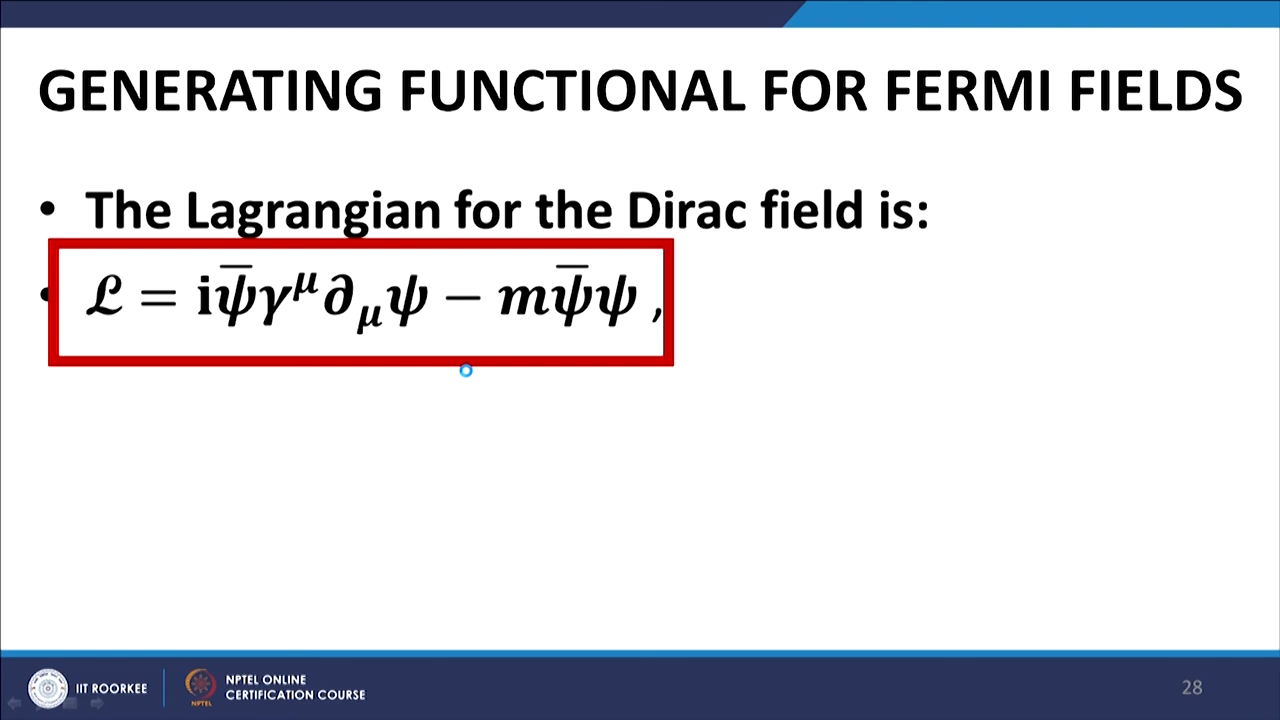 GENERATING FUNCTIONAL FOR FERMI FIELDS
• The Lagrangian for the Dirac field is:
• ℒ = iψ̅γ^μ∂_μψ − mψ̅ψ ,
IIT ROORKEE
NPTEL
NPTEL ONLINE
CERTIFICATION COURSE
28